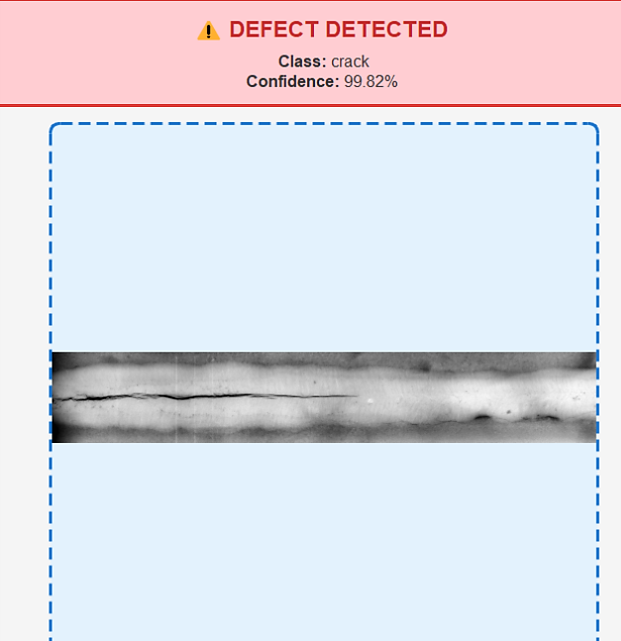 ⚠ DEFECT DETECTED
Class: crack
Confidence: 99.82%